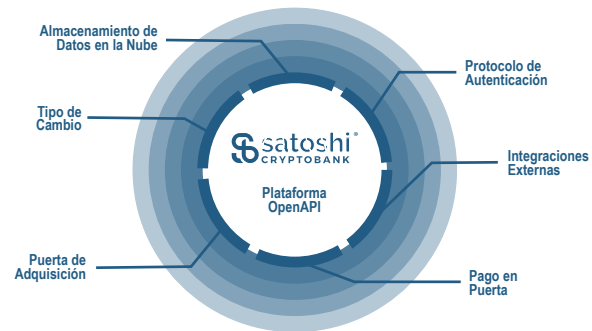 Almacenamiento de
Datos en la Nube
Protocolo de
Autenticación
Tipo de
Cambio
satoshi®
CRYPTOBANK
Plataforma
OpenAPI
Integraciones
Externas
Puerta de
Adquisición
Pago en
Puerta